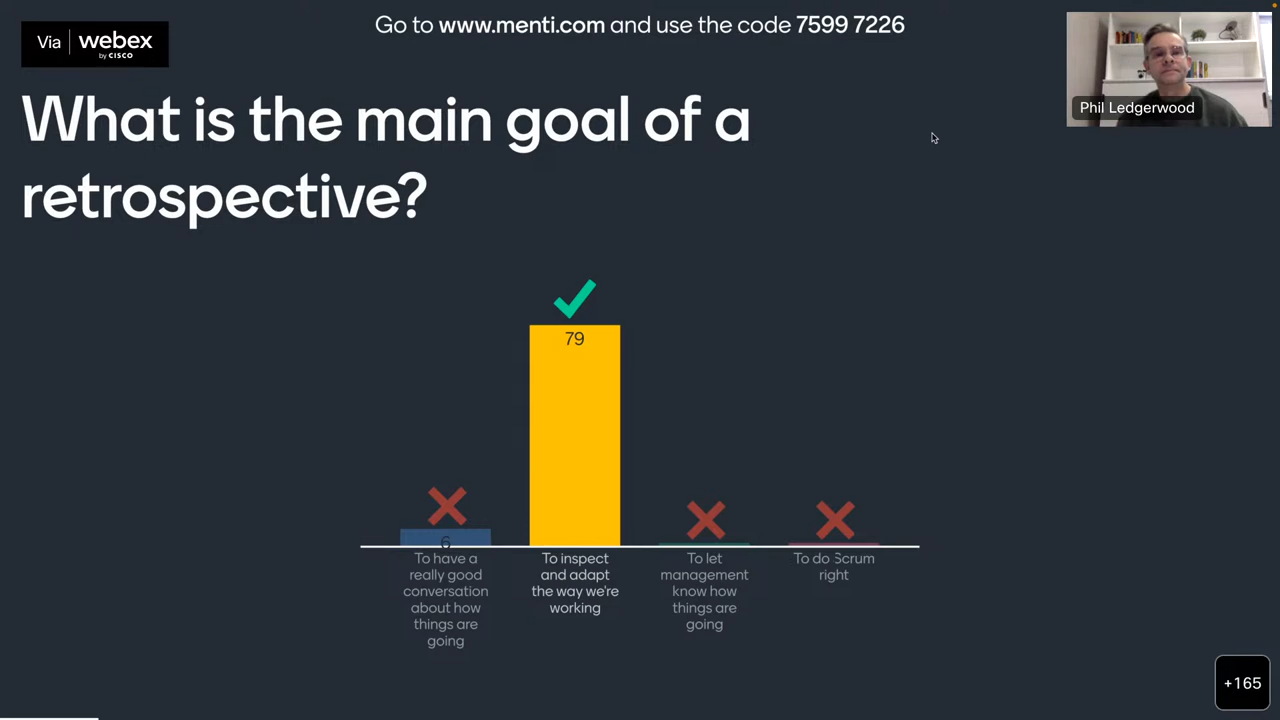 Go to www.menti.com and use the code 7599 7226
Via webex
by CISCO
Phil Ledgerwood
What is the main goal of a
retrospective?
79
6
To have a
really good
conversation
about how
things are
going
To inspect
and adapt
the way we're
working
To let
management
know how
things are
going
To do Scrum
right
+165